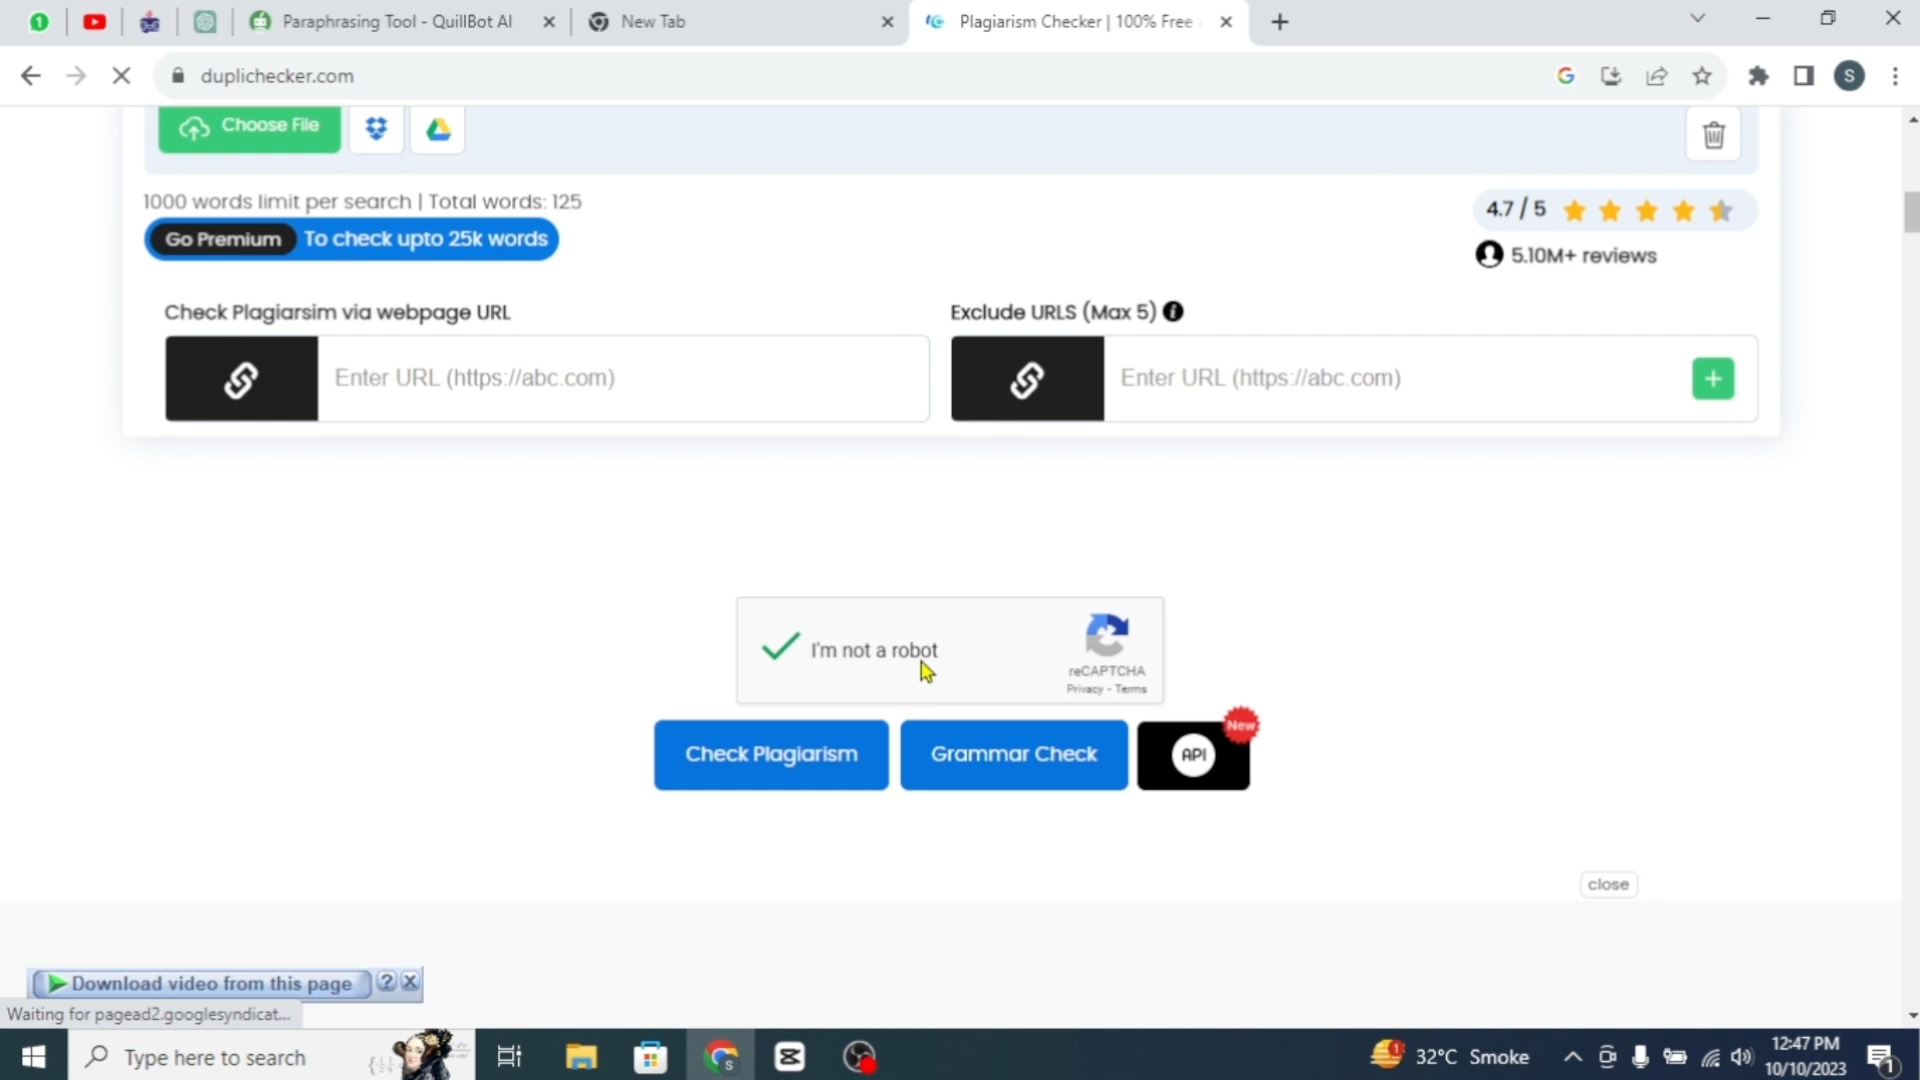 1
Paraphrasing Tool - QuillBot AI
New Tab
Plagiarism Checker | 100% Free
duplichecker.com
S
Choose File
1000 words limit per search | Total words: 125
4.7 / 5
Go Premium To check upto 25k words
5.10M+ reviews
Check Plagiarsim via webpage URL
Exclude URLS (Max 5)
Enter URL (https://abc.com)
Enter URL (https://abc.com)
I'm not a robot
reCAPTCHA
Privacy - Terms
New
Check Plagiarism
Grammar Check
API
close
Download video from this page
Waiting for pagead2.googlesyndicat...
Type here to search
32°C Smoke
12:47 PM
10/10/2023
1